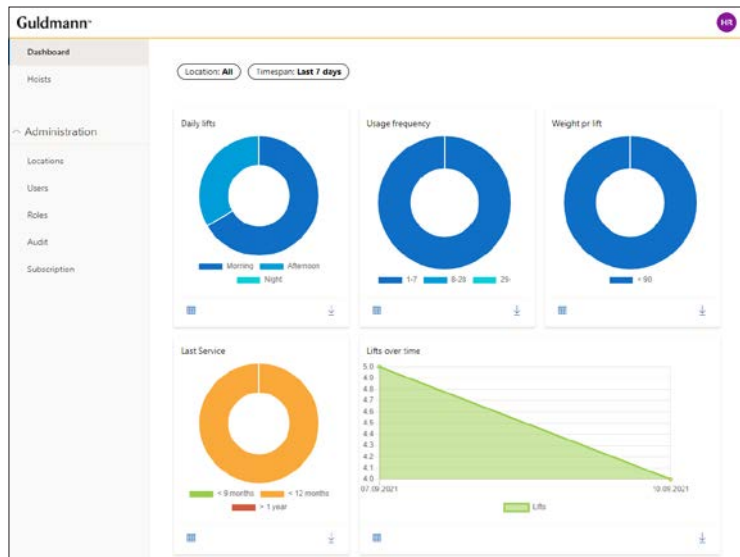 Guldmann™
HR
Dashboard
Hoists
Administration
Locations
Users
Roles
Audit
Subscription
Location: All
Timespan: Last 7 days
Daily lifts
Morning Afternoon
Night
Usage frequency
1-7 8-28 29-
Weight pr lift
< 90
Last Service
< 9 months < 12 months
> 1 year
Lifts over time
5.0
4.9
4.8
4.7
4.6
4.5
4.4
4.3
4.2
4.1
4.0
07.09.2021 10.09.2021
Lifts